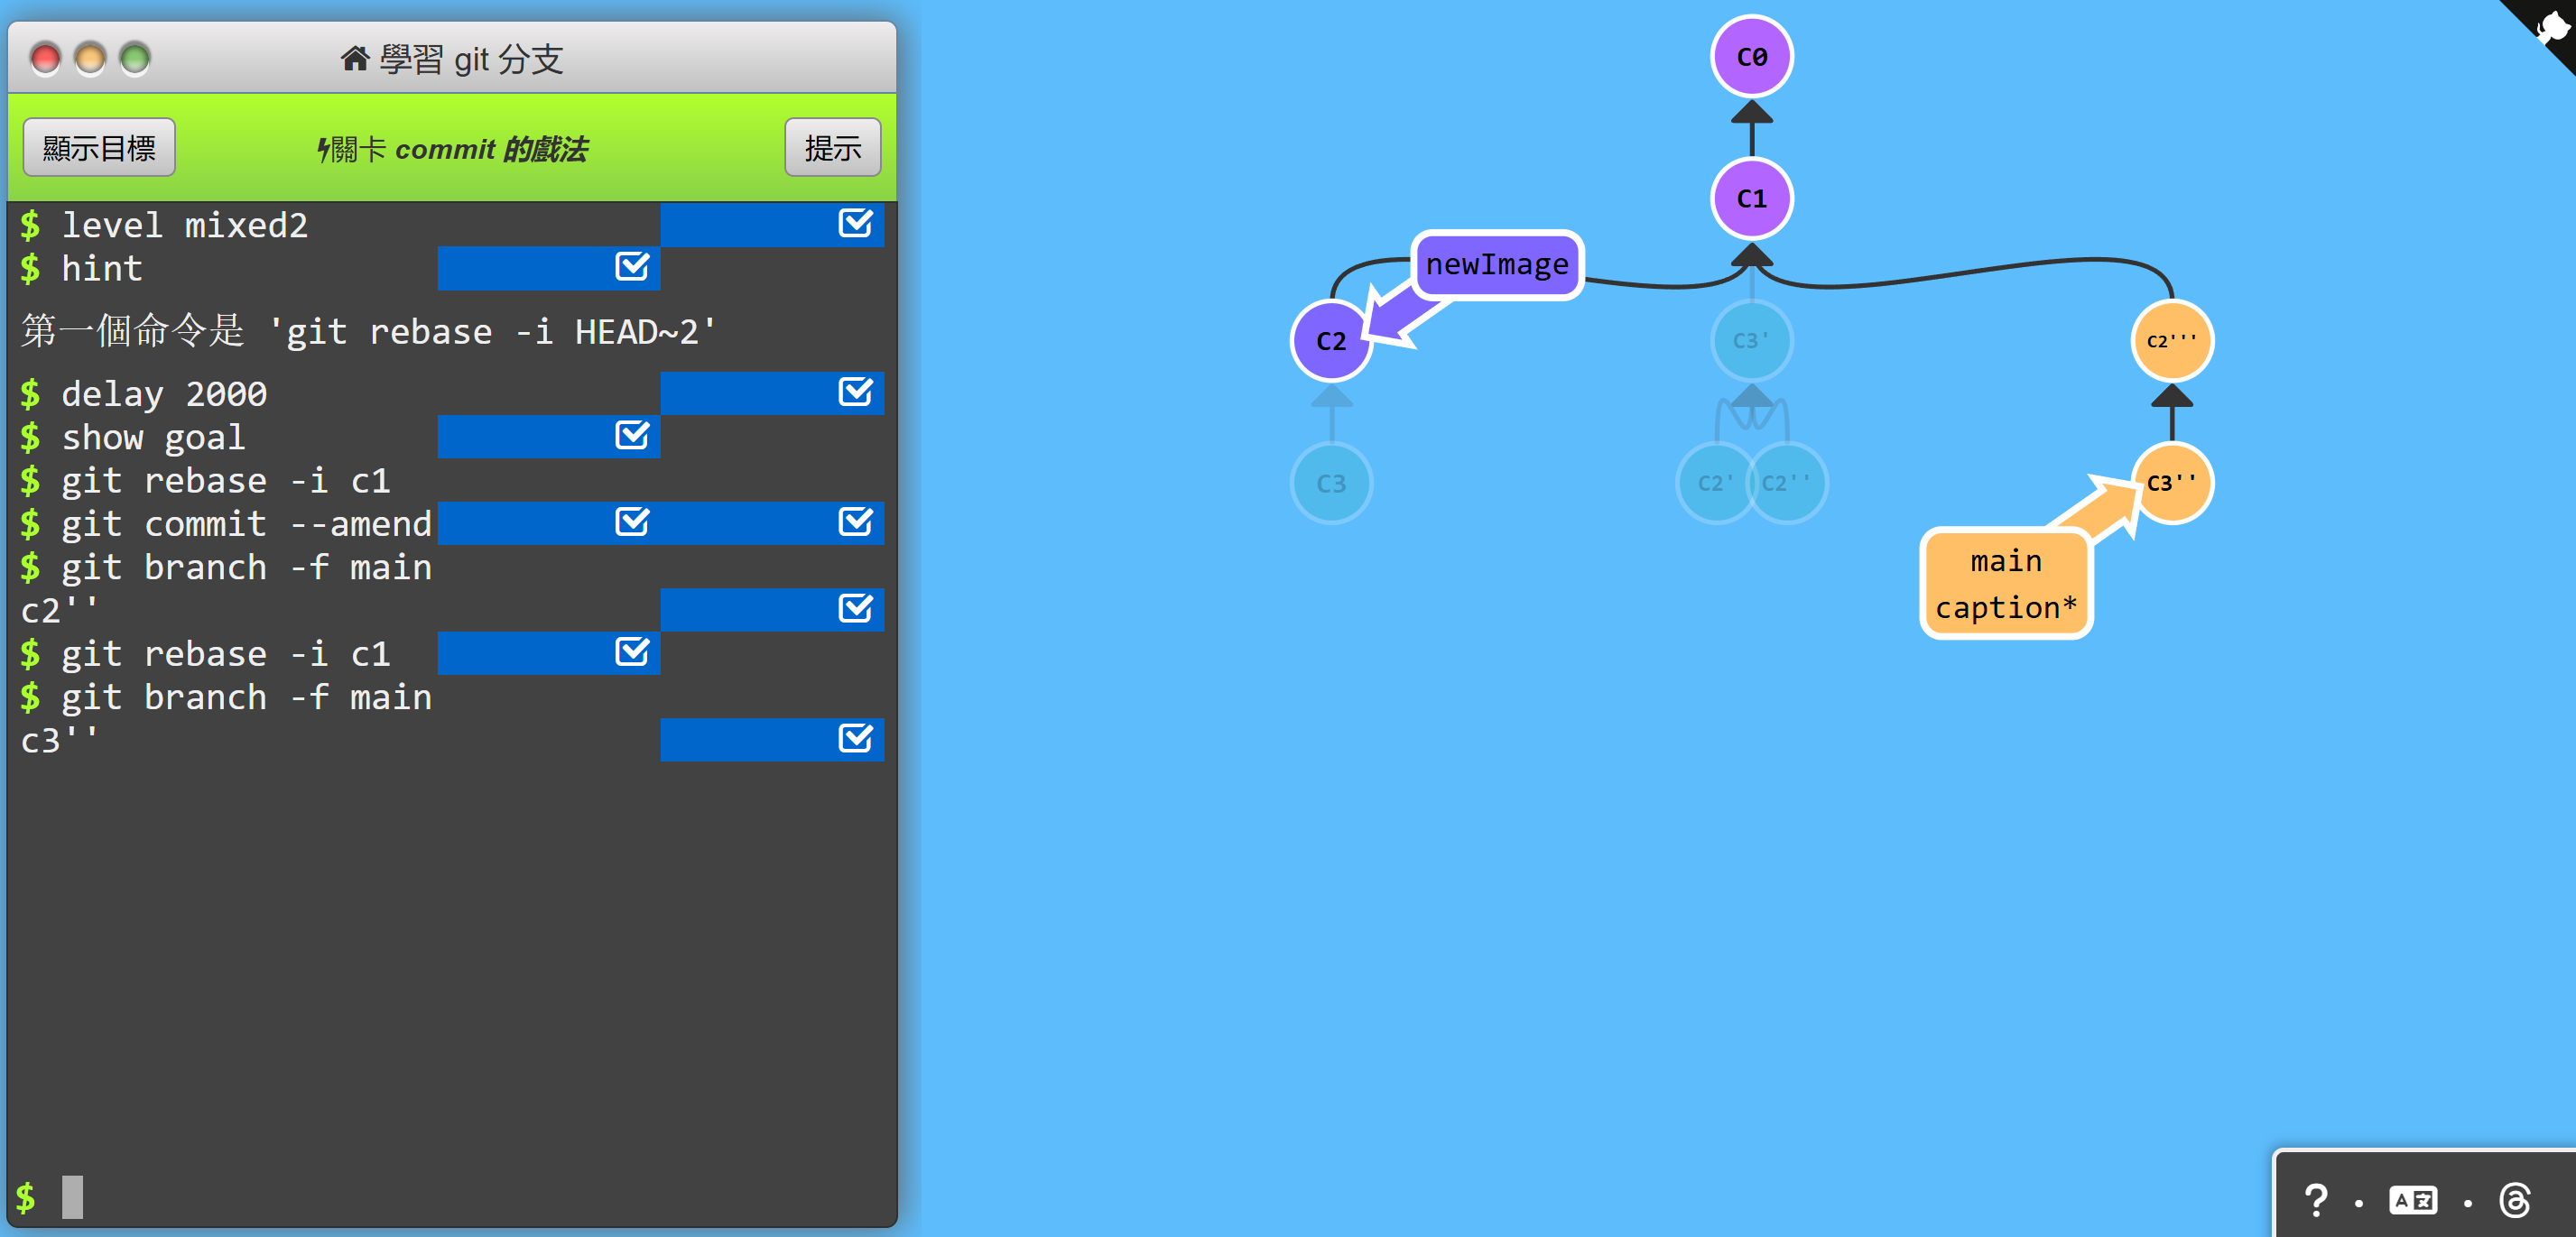 學習 git 分支
顯示目標
關卡 commit 的戲法
提示
$ level mixed2
$ hint
第一個命令是 'git rebase -i HEAD~2'
$ delay 2000
$ show goal
$ git rebase -i c1
$ git commit --amend
$ git branch -f main
c2''
$ git rebase -i c1
$ git branch -f main
c3''
$
C0
C1
newImage
C2
C3'
C2'''
C3
C2'
C2''
C3''
main
caption*
?
A文